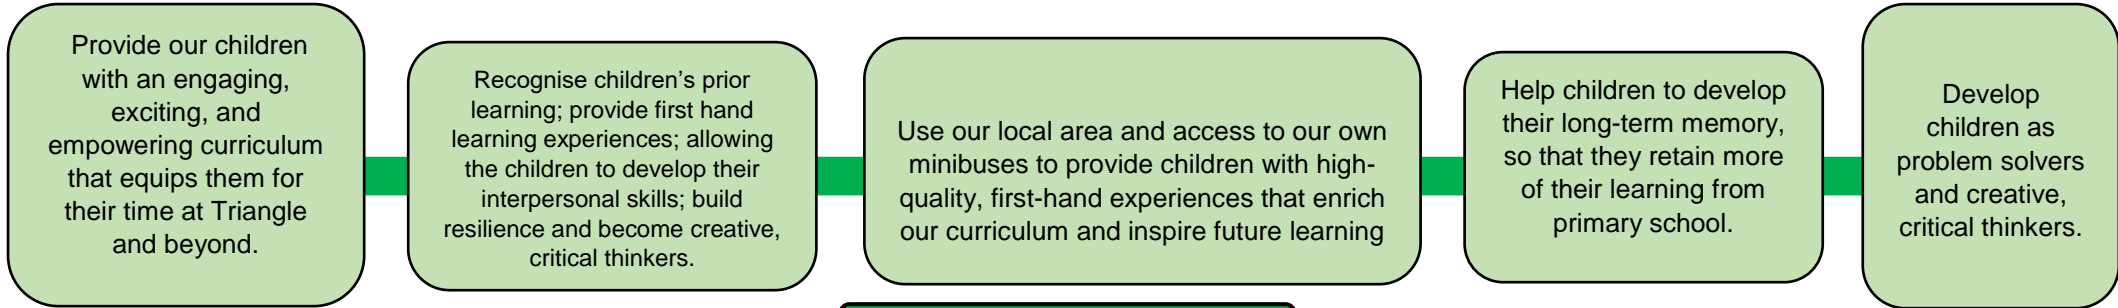 Provide our children
with an engaging,
exciting, and
empowering curriculum
that equips them for
their time at Triangle
and beyond.
Recognise children's prior
learning; provide first hand
learning experiences; allowing
the children to develop their
interpersonal skills; build
resilience and become creative,
critical thinkers.
Use our local area and access to our own
minibuses to provide children with high-
quality, first-hand experiences that enrich
our curriculum and inspire future learning
Help children to develop
their long-term memory,
so that they retain more
of their learning from
primary school.
Develop
children as
problem solvers
and creative,
critical thinkers.